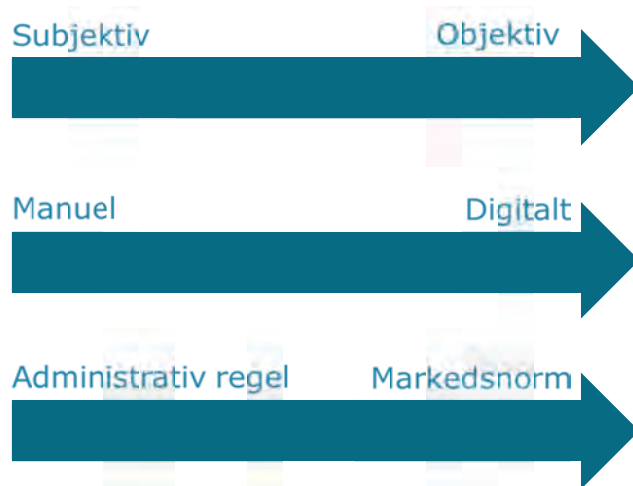 Subjektiv Objektiv
Manuel Digitalt
Administrativ regel Markedsnorm